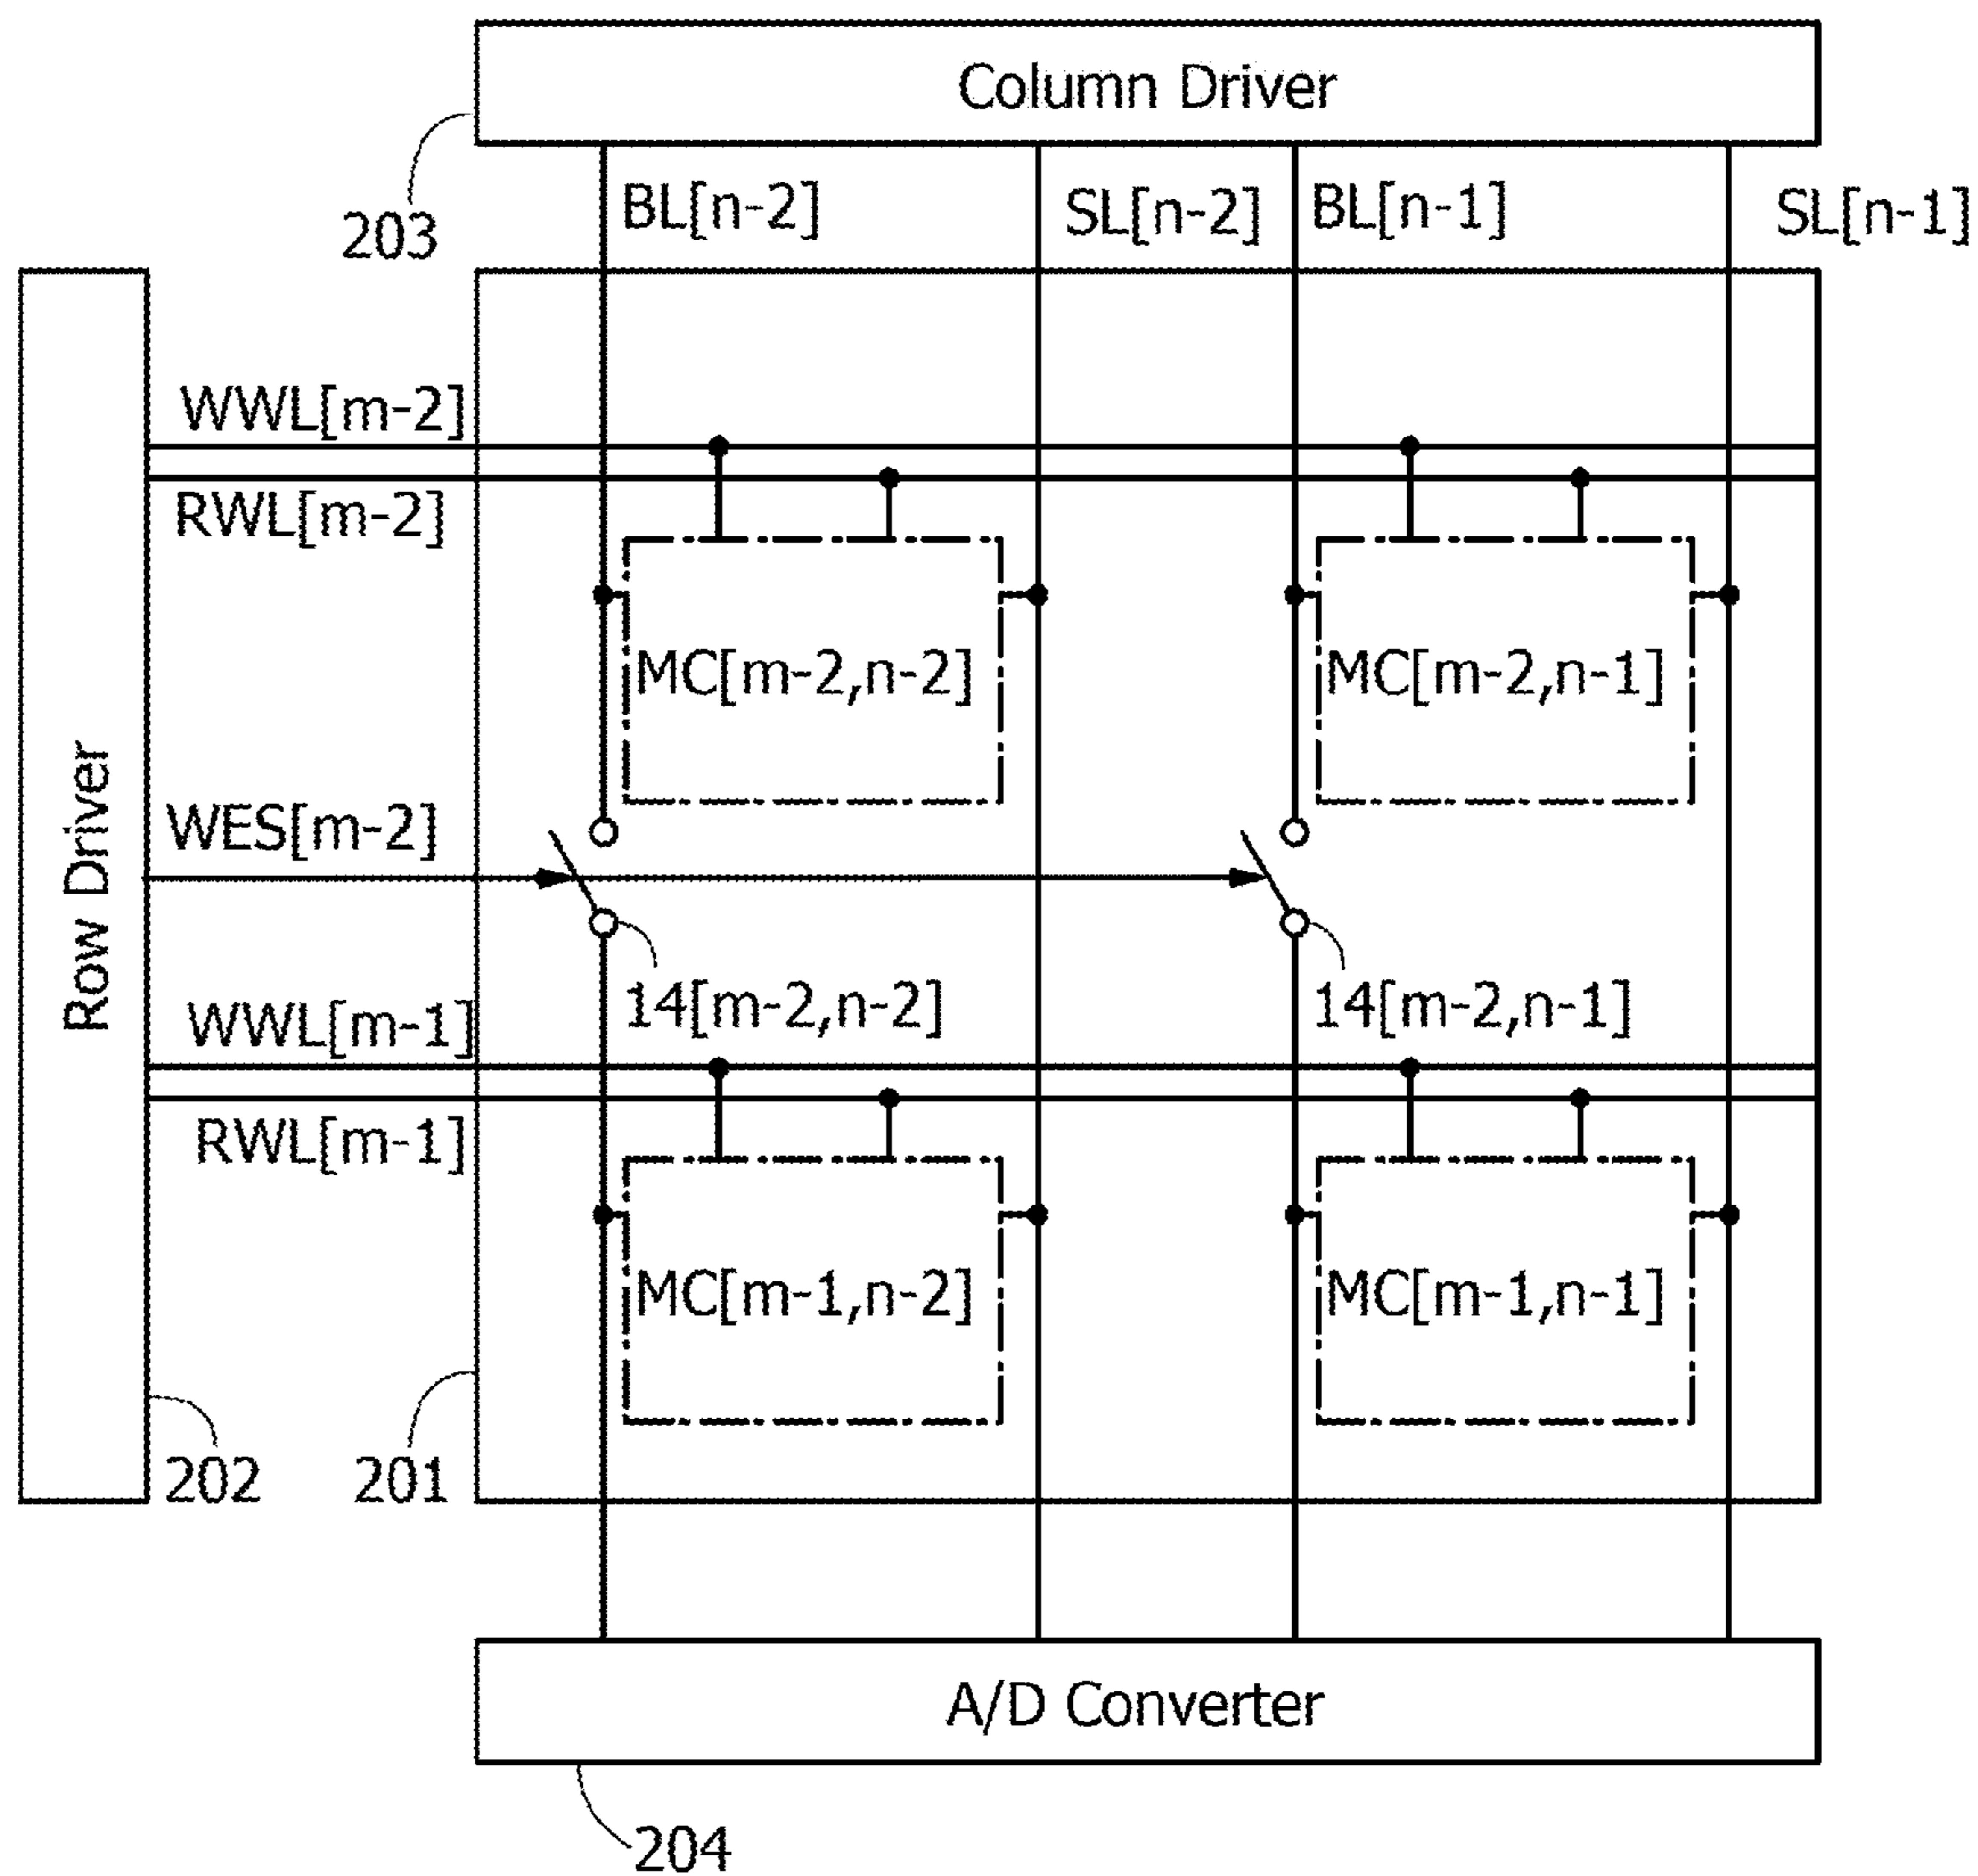 Column Driver
203
BL[n-2]
SL[n-2]
BL[n-1]
SL[n-1]
WWL[m-2]
RWL[m-2]
MC[m-2,n-2]
MC[m-2,n-1]
Row Driver
WES[m-2]
14[m-2,n-2]
14[m-2,n-1]
WWL[m-1]
RWL[m-1]
MC[m-1,n-2]
MC[m-1,n-1]
202
201
A/D Converter
204